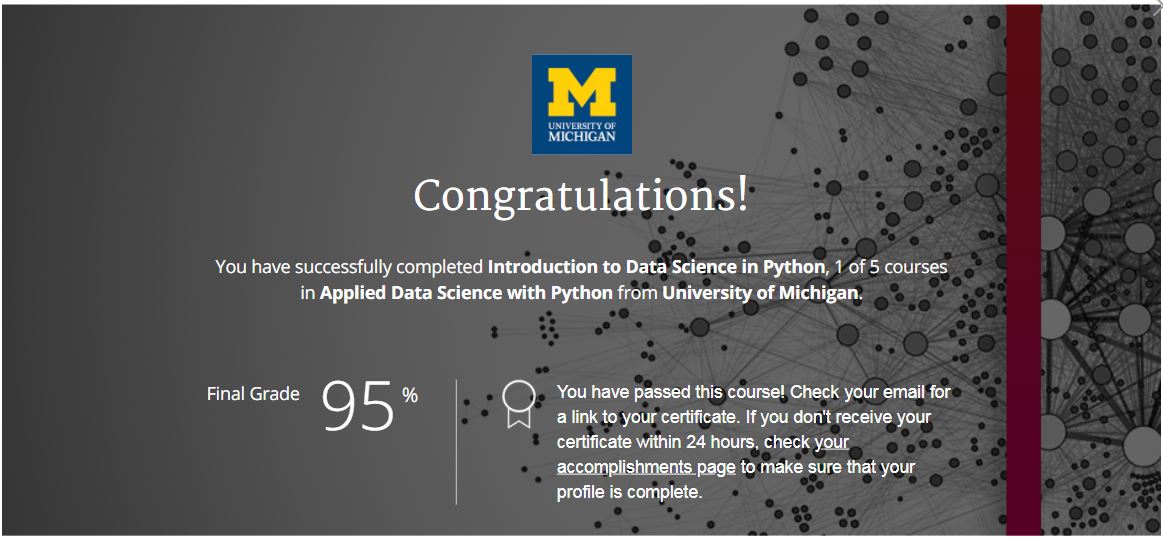 M
UNIVERSITY OF
MICHIGAN
Congratulations!
You have successfully completed Introduction to Data Science in Python, 1 of 5 courses
in Applied Data Science with Python from University of Michigan.
Final Grade 95 %
You have passed this course! Check your email for
a link to your certificate. If you don't receive your
certificate within 24 hours, check your
accomplishments page to make sure that your
profile is complete.